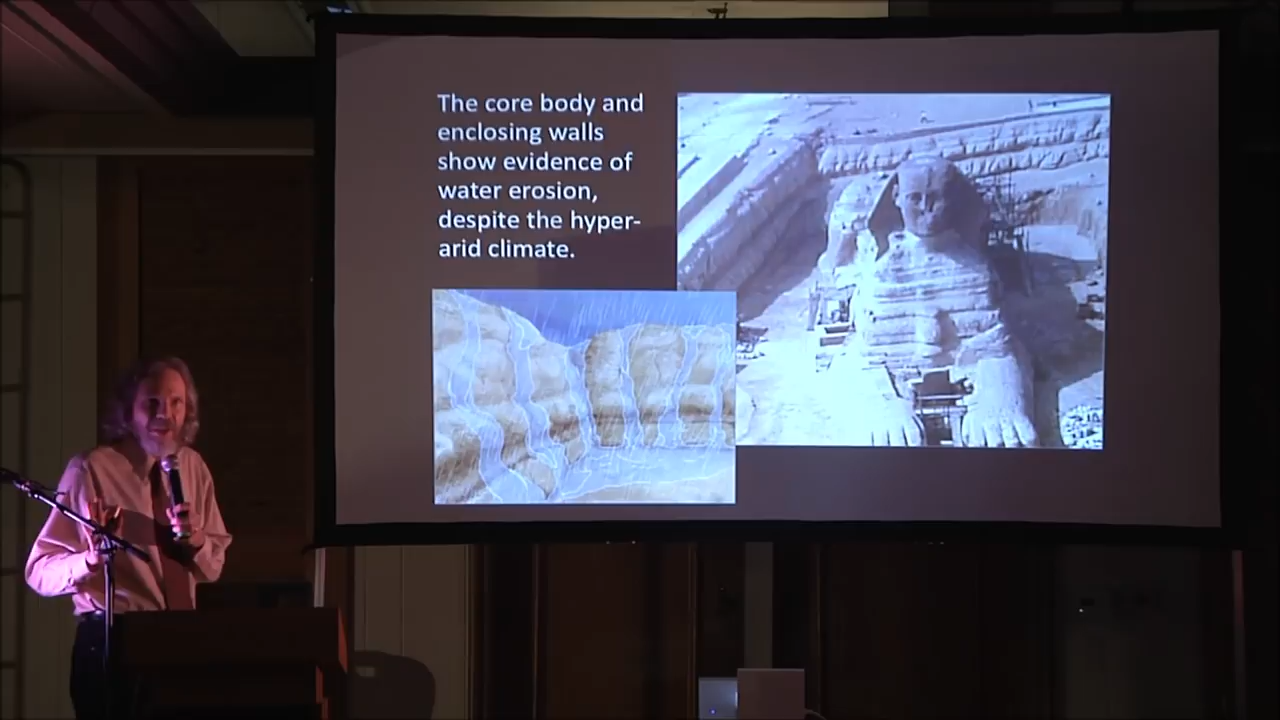 The core body and
enclosing walls
show evidence of
water erosion,
despite the hyper-
arid climate.